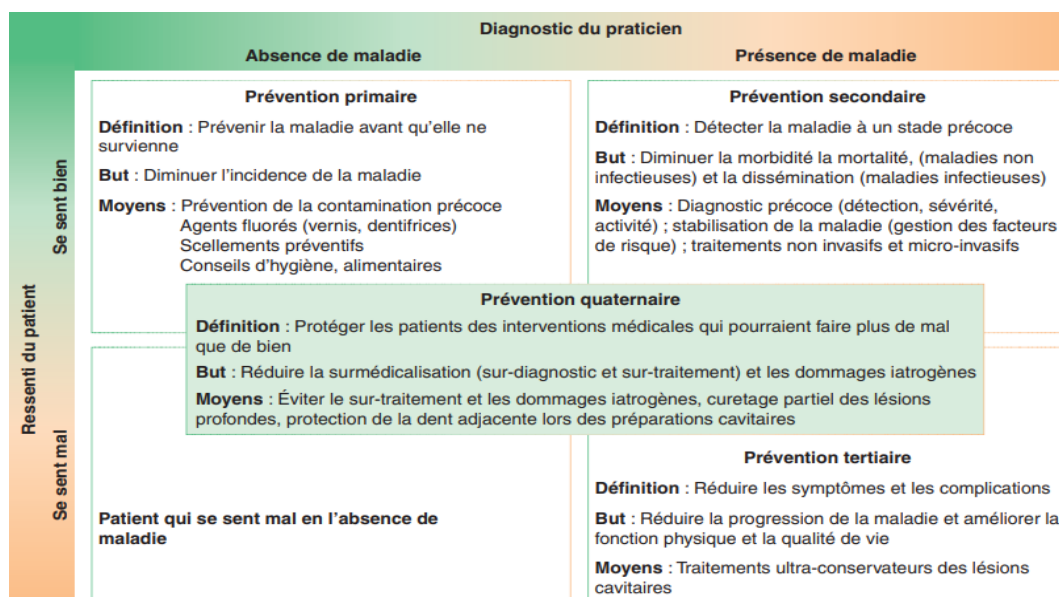 Diagnostic du praticien
Absence de maladie
Présence de maladie
Ressenti du patient
Se sent bien
Se sent mal
Prévention primaire
Définition : Prévenir la maladie avant qu'elle ne
survienne
But : Diminuer l'incidence de la maladie
Moyens : Prévention de la contamination précoce
Agents fluorés (vernis, dentifrices)
Scellements préventifs
Conseils d'hygiène, alimentaires
Prévention secondaire
Définition : Détecter la maladie à un stade précoce
But : Diminuer la morbidité la mortalité, (maladies non
infectieuses) et la dissémination (maladies infectieuses)
Moyens : Diagnostic précoce (détection, sévérité,
activité) ; stabilisation de la maladie (gestion des facteurs
de risque) ; traitements non invasifs et micro-invasifs
Prévention quaternaire
Définition : Protéger les patients des interventions médicales qui pourraient faire plus de mal
que de bien
But : Réduire la surmédicalisation (sur-diagnostic et sur-traitement) et les dommages iatrogènes
Moyens : Éviter le sur-traitement et les dommages iatrogènes, curetage partiel des lésions
profondes, protection de la dent adjacente lors des préparations cavitaires
Patient qui se sent mal en l'absence de
maladie
Prévention tertiaire
Définition : Réduire les symptômes et les complications
But : Réduire la progression de la maladie et améliorer la
fonction physique et la qualité de vie
Moyens : Traitements ultra-conservateurs des lésions
cavitaires